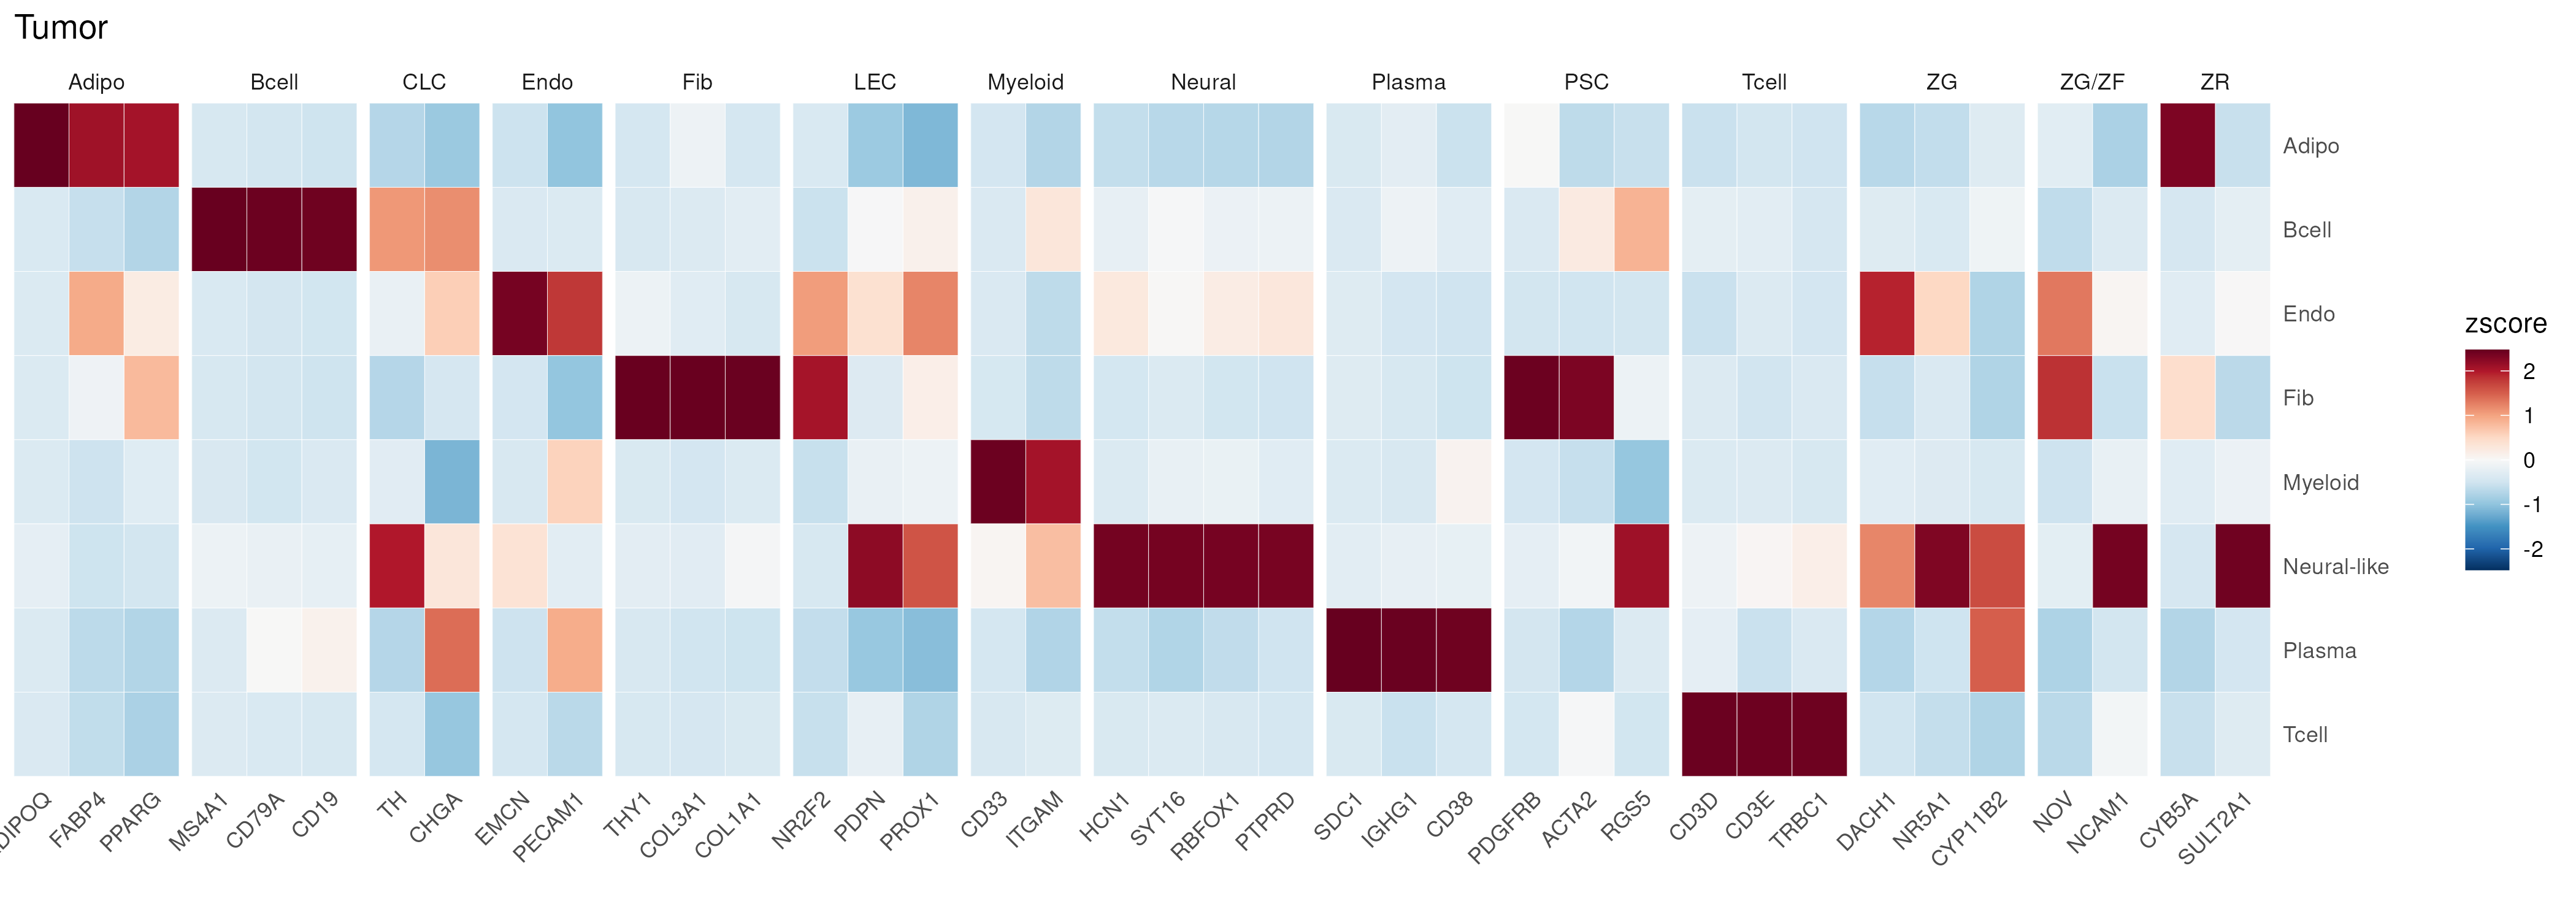 Tumor
Adipo Bcell CLC Endo Fib LEC Myeloid Neural Plasma PSC Tcell ZG ZG/ZF ZR
Adipo
Bcell
Endo
Fib
Myeloid
Neural-like
Plasma
Tcell
zscore
2
1
0
-1
-2
DIPOQ FABP4 PPARG MS4A1 CD79A CD19 TH CHGA EMCN PECAM1 THY1 COL3A1 COL1A1 NR2F2 PDPN PROX1 CD33 ITGAM HCN1 SYT16 RBFOX1 PTPRD SDC1 IGHG1 CD38 PDGFRB ACTA2 RGS5 CD3D CD3E TRBC1 DACH1 NR5A1 CYP11B2 NOV NCAM1 CYB5A SULT2A1